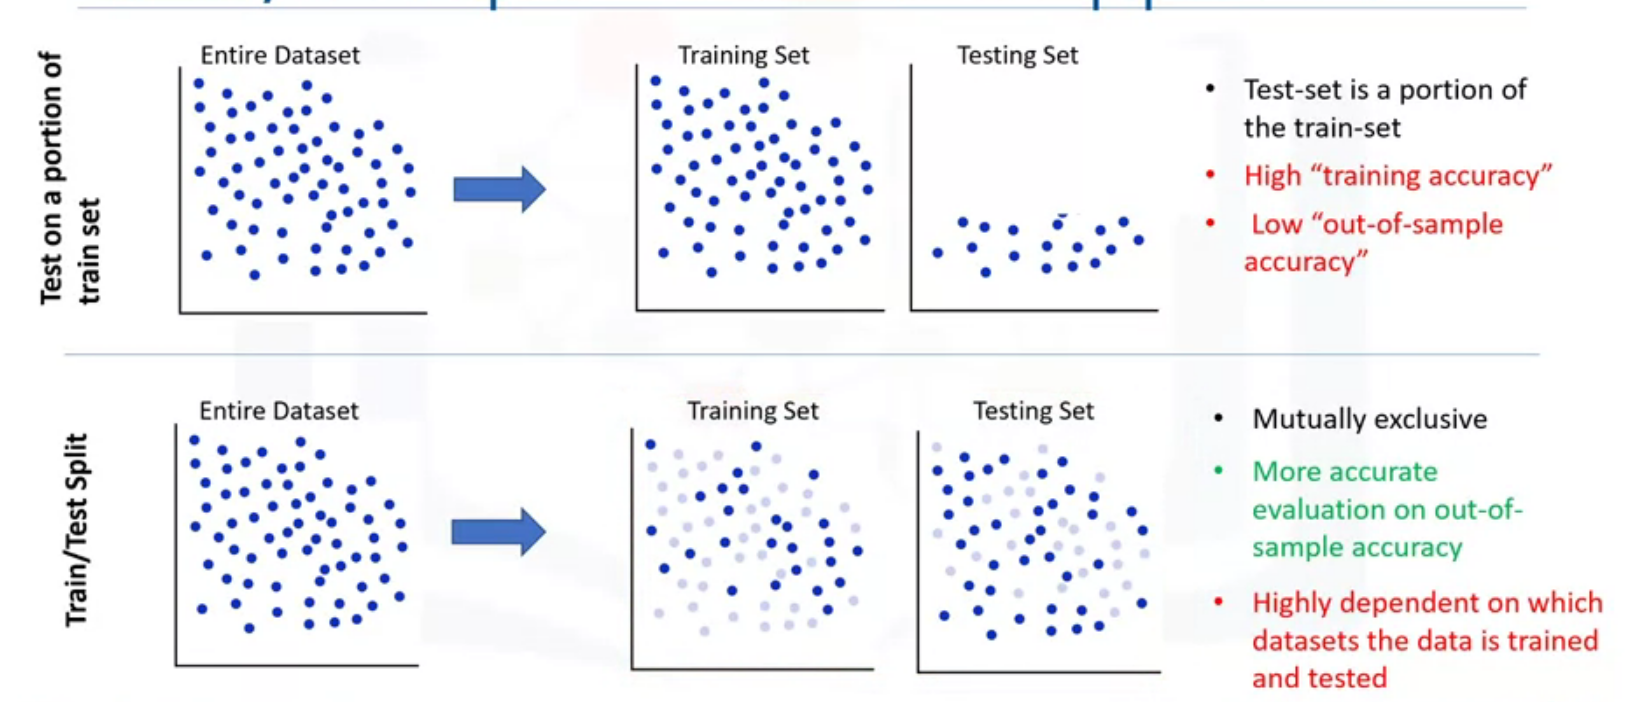 Test on a portion of
train set
Entire Dataset
Training Set
Testing Set
• Test-set is a portion of
the train-set
• High “training accuracy”
• Low “out-of-sample
accuracy”
Train/Test Split
Entire Dataset
Training Set
Testing Set
• Mutually exclusive
• More accurate
evaluation on out-of-
sample accuracy
• Highly dependent on which
datasets the data is trained
and tested